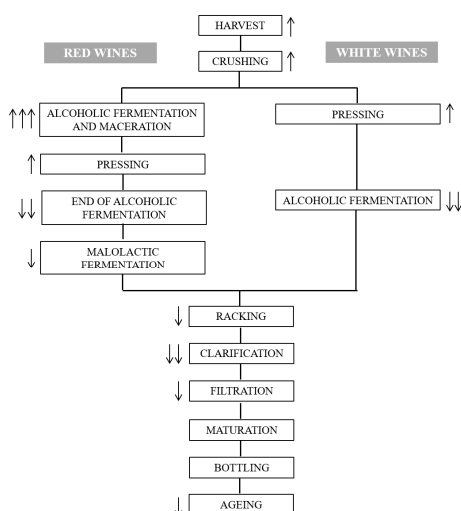 HARVEST
RED WINES
WHITE WINES
CRUSHING
ALCOHOLIC FERMENTATION
AND MACERATION
PRESSING
PRESSING
END OF ALCOHOLIC
FERMENTATION
ALCOHOLIC FERMENTATION
MALOLACTIC
FERMENTATION
RACKING
CLARIFICATION
FILTRATION
MATURATION
BOTTLING
AGEING